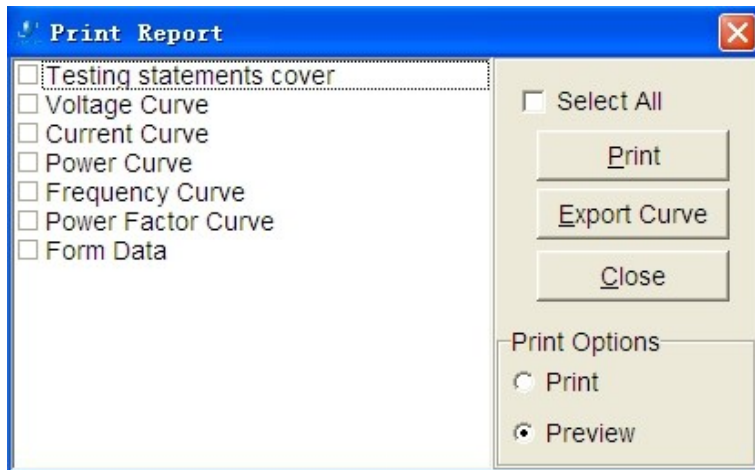 Print Report
Testing statements cover
Voltage Curve
Current Curve
Power Curve
Frequency Curve
Power Factor Curve
Form Data
Select All
Print
Export Curve
Close
Print Options
Print
Preview